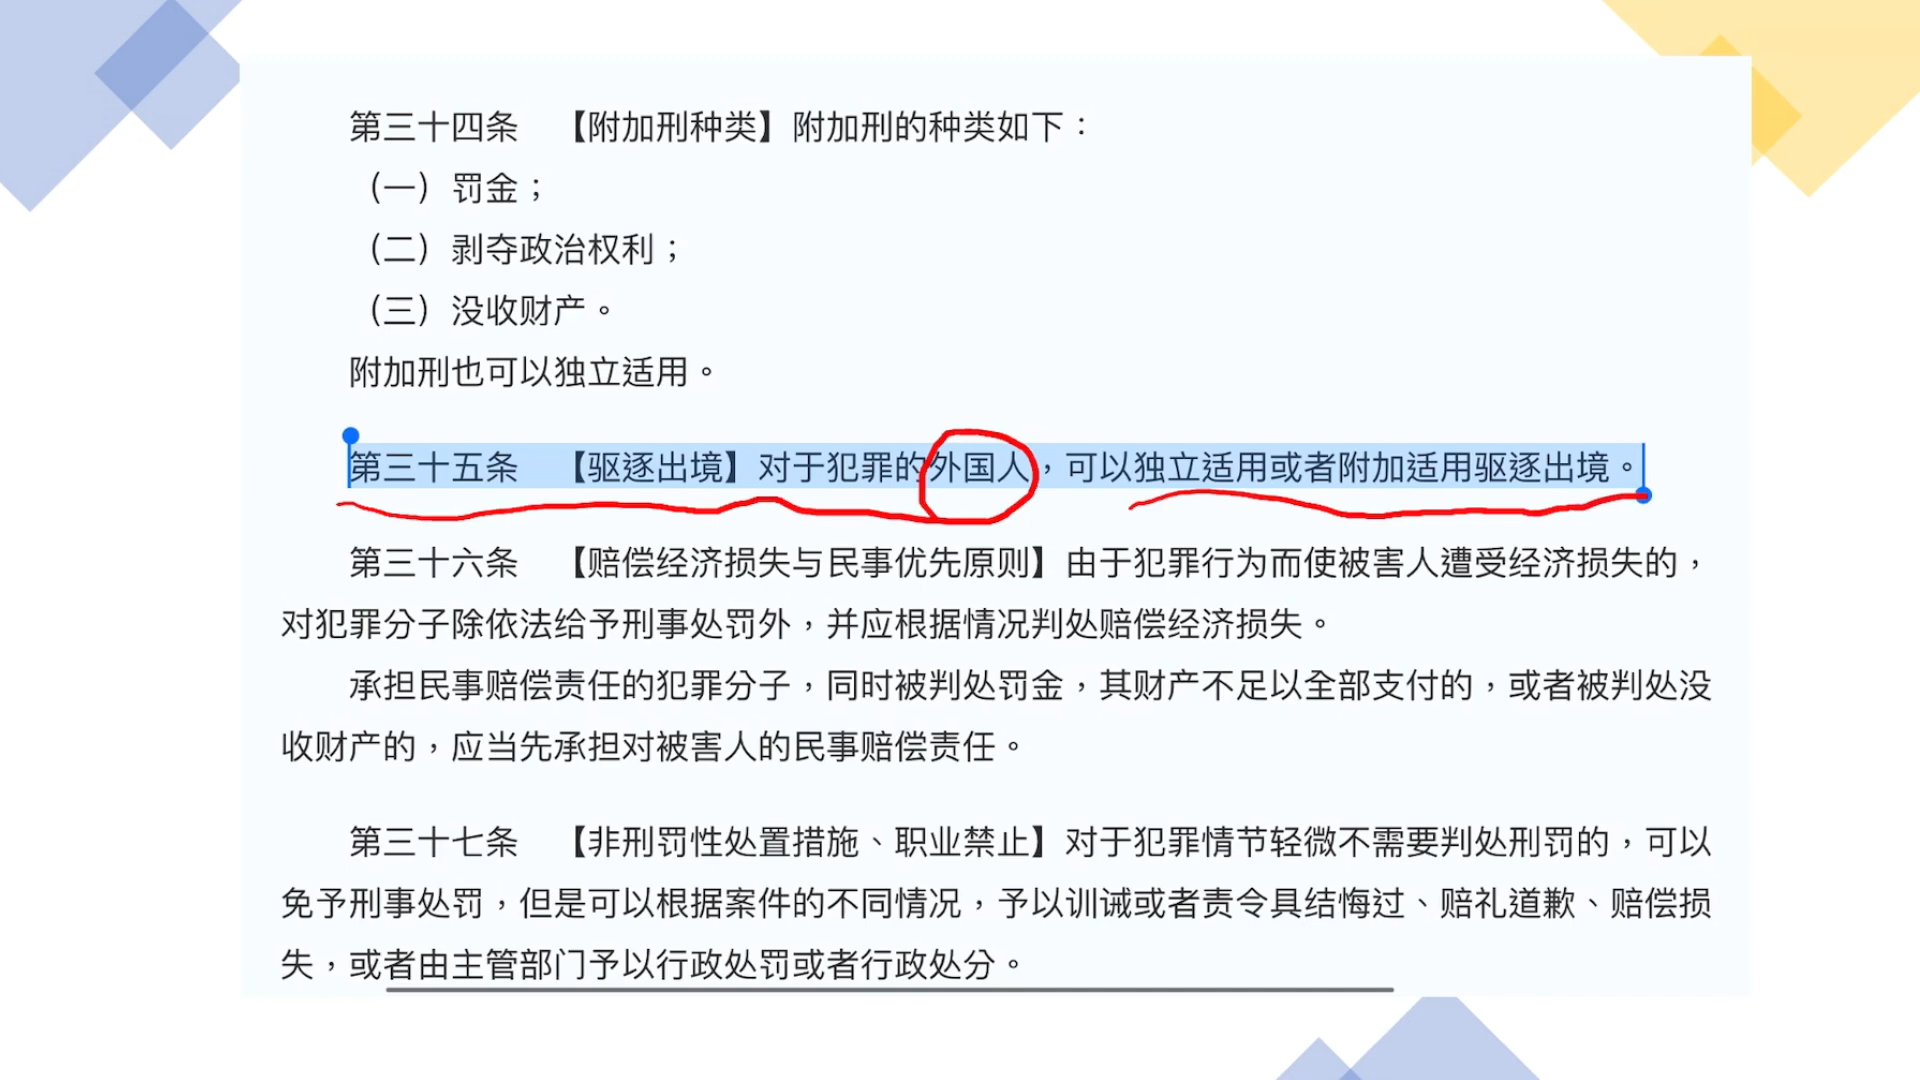 第三十四条 【附加刑种类】附加刑的种类如下：
（一）罚金；
（二）剥夺政治权利；
（三）没收财产。
附加刑也可以独立适用。
第三十五条 【驱逐出境】对于犯罪的外国人，可以独立适用或者附加适用驱逐出境。
第三十六条 【赔偿经济损失与民事优先原则】由于犯罪行为而使被害人遭受经济损失的，
对犯罪分子除依法给予刑事处罚外，并应根据情况判处赔偿经济损失。
承担民事赔偿责任的犯罪分子，同时被判处罚金，其财产不足以全部支付的，或者被判处没
收财产的，应当先承担对被害人的民事赔偿责任。
第三十七条 【非刑罚性处置措施、职业禁止】对于犯罪情节轻微不需要判处刑罚的，可以
免予刑事处罚，但是可以根据案件的不同情况，予以训诫或者责令具结悔过、赔礼道歉、赔偿损
失，或者由主管部门予以行政处罚或者行政处分。